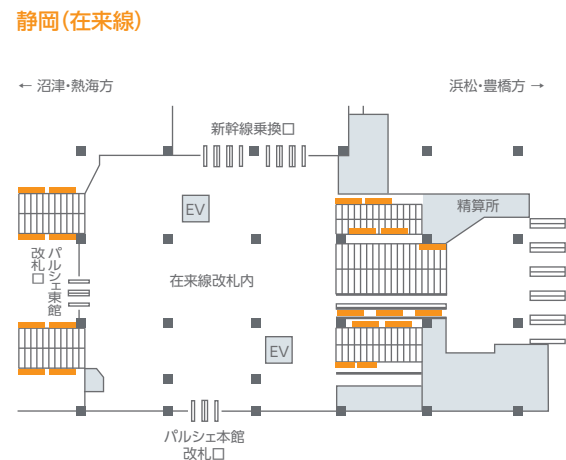 静岡(在来線)
← 沼津・熱海方
浜松・豊橋方 →
新幹線乗換口
EV
精算所
パルシェ東館
改札口
在来線改札内
EV
パルシェ本館
改札口